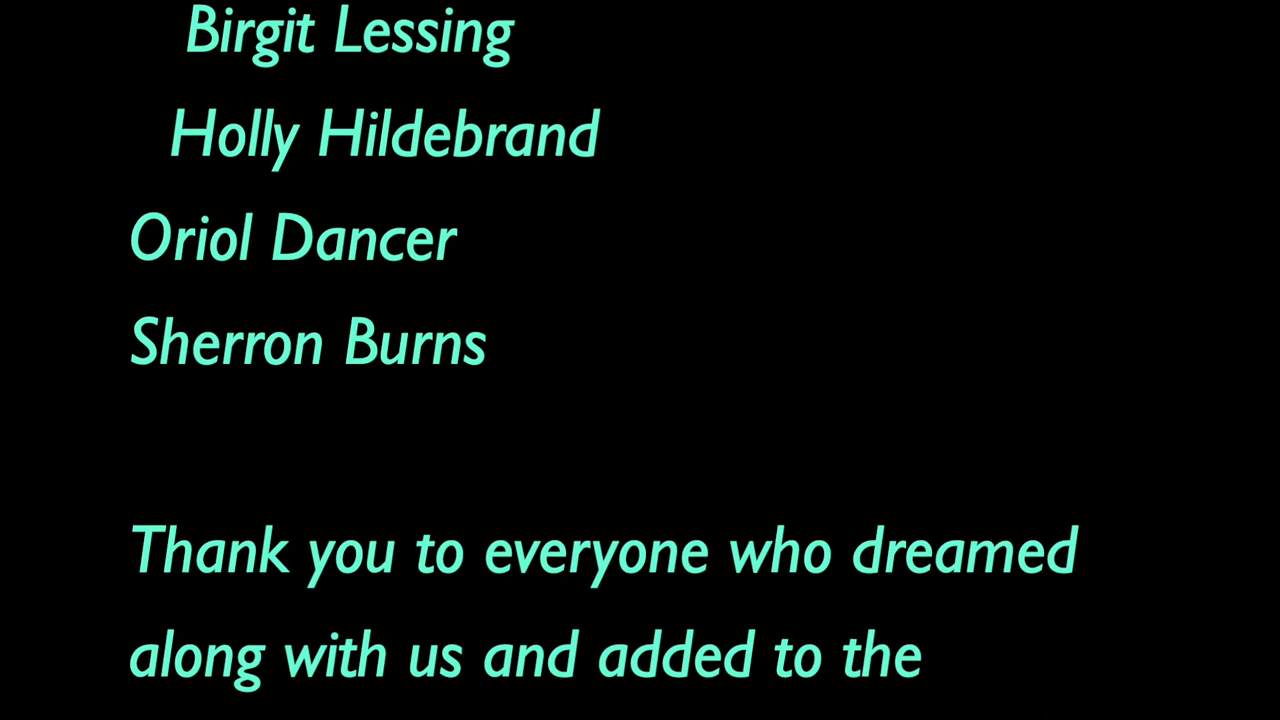 Birgit Lessing
Holly Hildebrand
Oriol Dancer
Sherron Burns
Thank you to everyone who dreamed
along with us and added to the